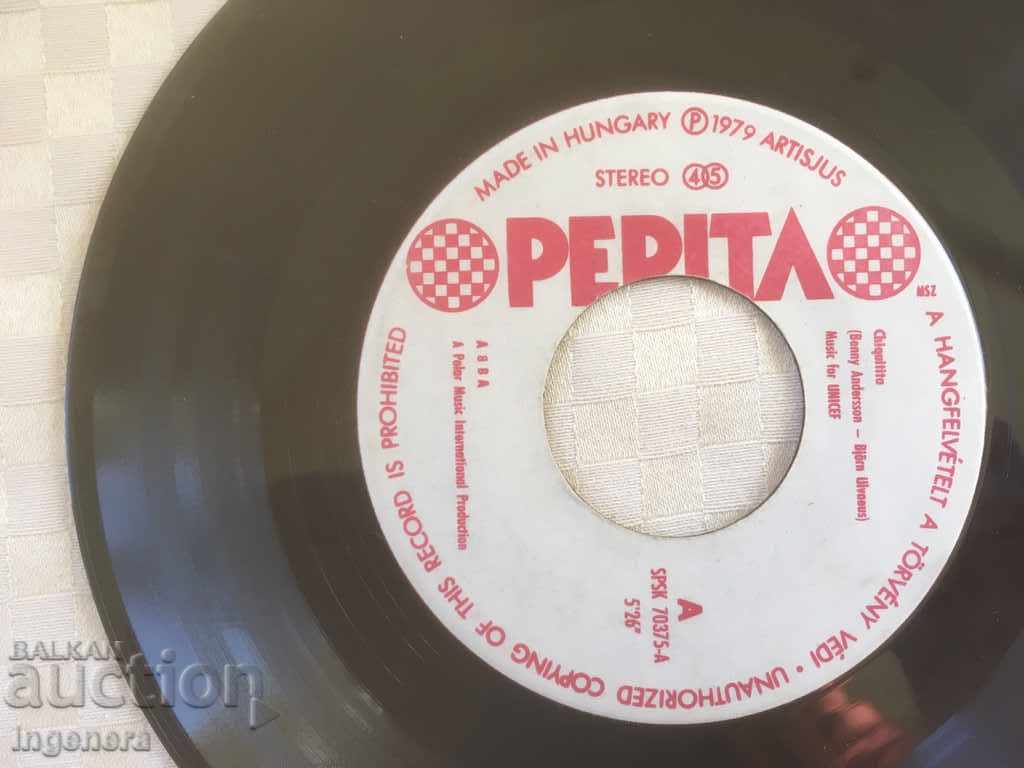 MADE IN HUNGARY Ⓟ 1979 ARTISJUS
STEREO 45
PEPITA
MSZ
Chiquitita
(Benny Andersson – Björn Ulvaeus)
Music for UNICEF
ABBA
A Polar Music International Production
A
SPSK 70375-A
5'26"
A HANGFELVÉTELT A TÖRVÉNY VÉDI • UNAUTHORIZED COPYING OF THIS RECORD IS PROHIBITED
BALKAN
auction
ingenera